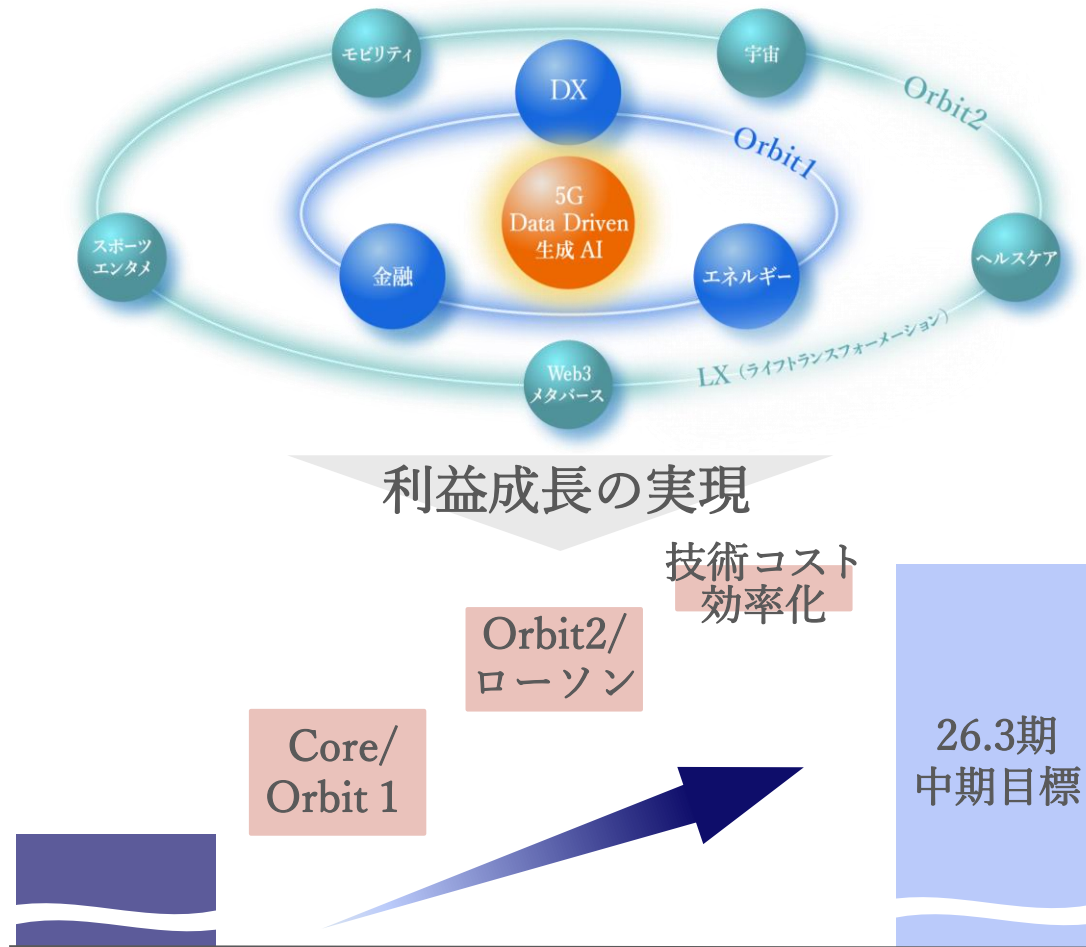 モビリティ
宇宙
DX
Orbit2
Orbit1
5G
Data Driven
生成 AI
スポーツ
エンタメ
金融
エネルギー
ヘルスケア
Web3
メタバース
LX（ライフトランスフォーメーション）
利益成長の実現
技術コスト
効率化
Orbit2/
ローソン
Core/
Orbit 1
26.3期
中期目標